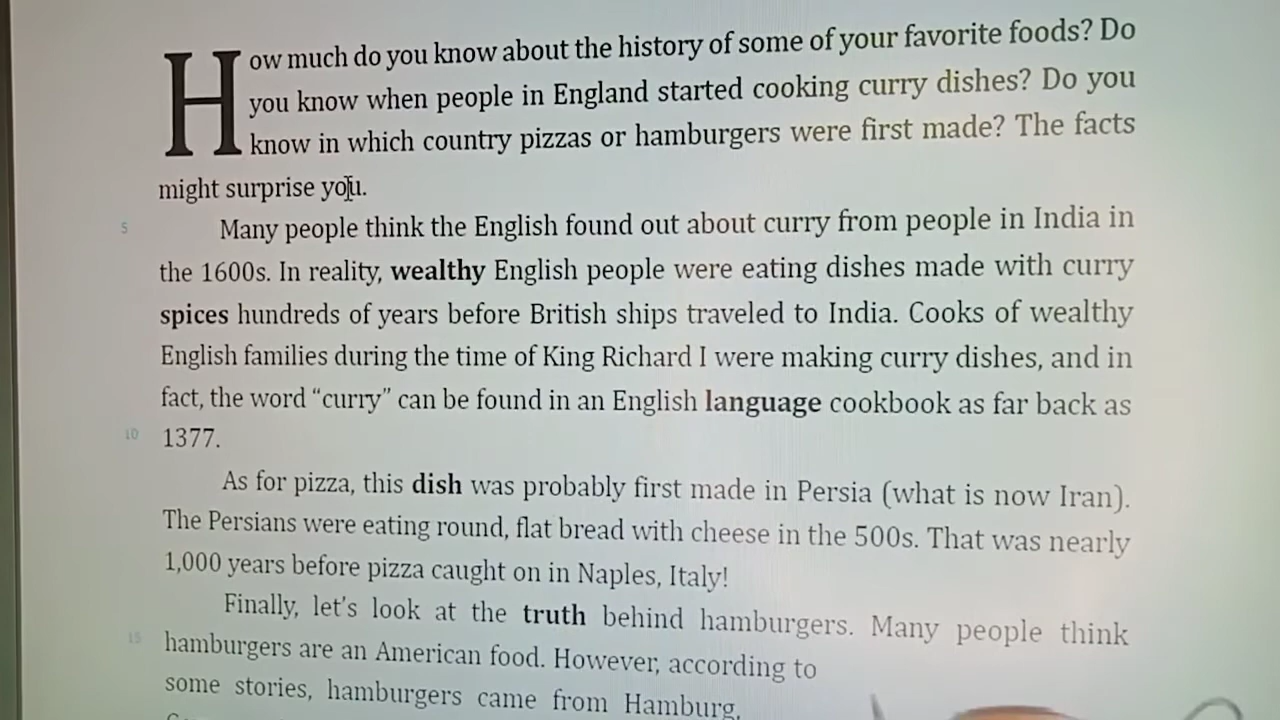 How much do you know about the history of some of your favorite foods? Do
you know when people in England started cooking curry dishes? Do you
know in which country pizzas or hamburgers were first made? The facts
might surprise you.
5 Many people think the English found out about curry from people in India in
the 1600s. In reality, wealthy English people were eating dishes made with curry
spices hundreds of years before British ships traveled to India. Cooks of wealthy
English families during the time of King Richard I were making curry dishes, and in
fact, the word “curry” can be found in an English language cookbook as far back as
10 1377.
As for pizza, this dish was probably first made in Persia (what is now Iran).
The Persians were eating round, flat bread with cheese in the 500s. That was nearly
1,000 years before pizza caught on in Naples, Italy!
Finally, let’s look at the truth behind hamburgers. Many people think
15 hamburgers are an American food. However, according to
some stories, hamburgers came from Hamburg,